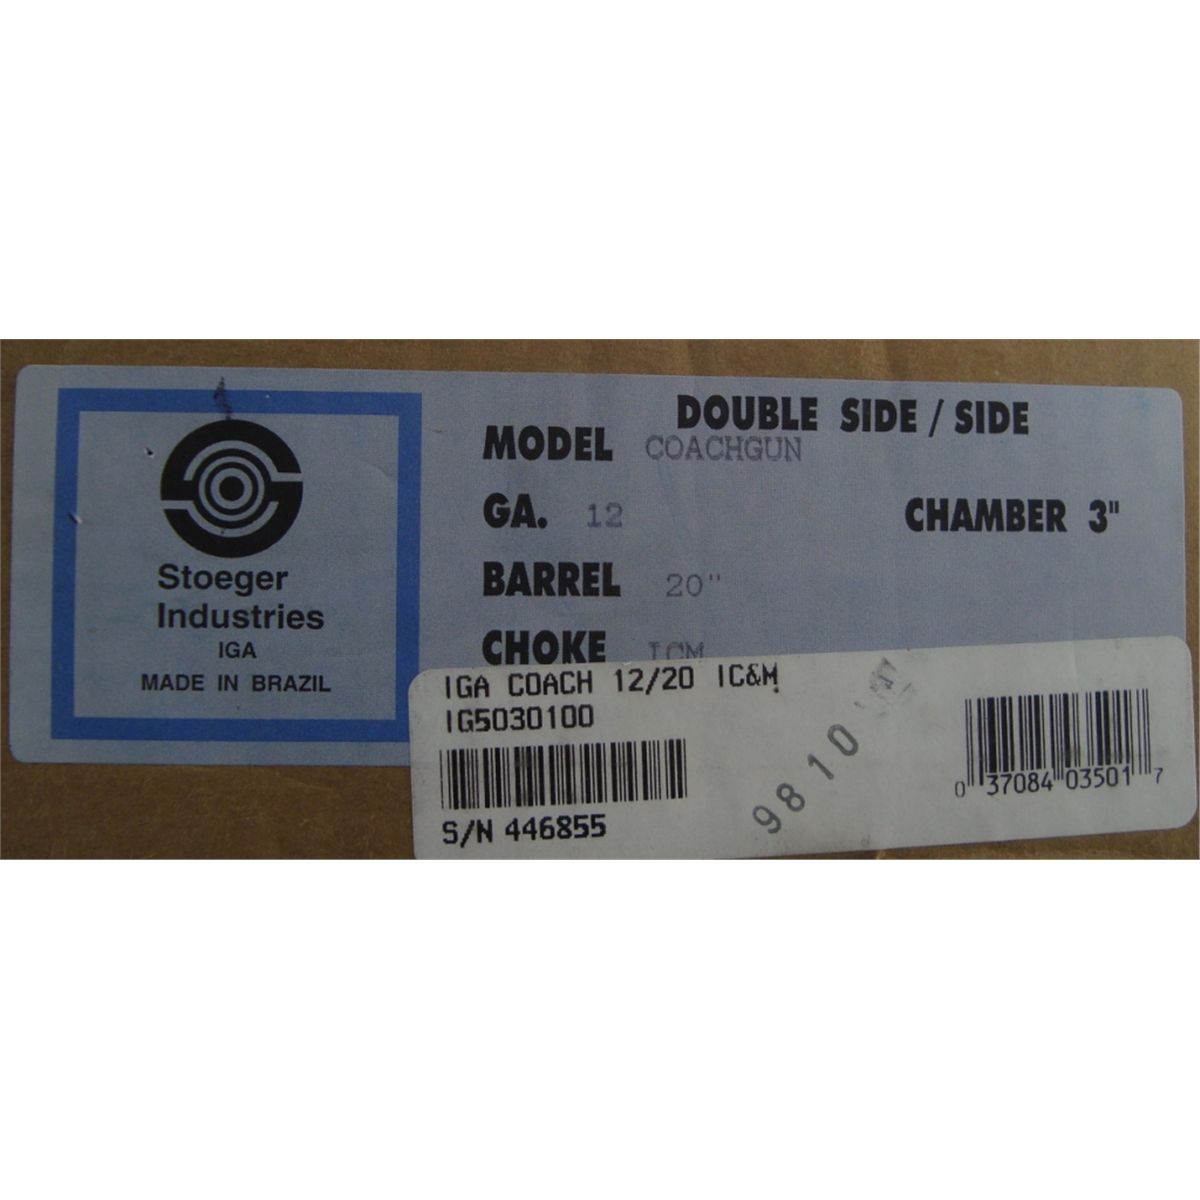 Stoeger
Industries
IGA
MADE IN BRAZIL
DOUBLE SIDE / SIDE
MODEL COACHGUN
GA. 12
CHAMBER 3"
BARREL 20"
CHOKE ICM
IGA COACH 12/20 IC&M
IG5030100
S/N 446855
9810
0 37084 03501 7